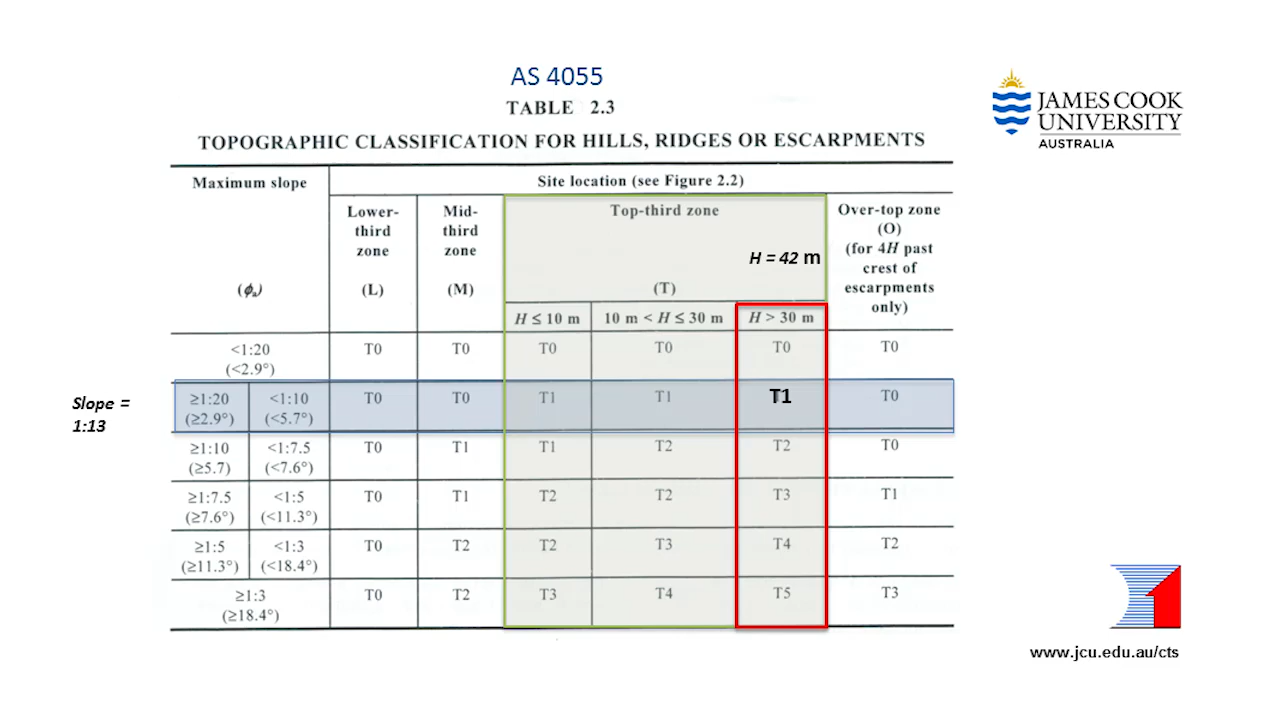 AS 4055
TABLE 2.3
TOPOGRAPHIC CLASSIFICATION FOR HILLS, RIDGES OR ESCARPMENTS
JAMES COOK
UNIVERSITY
AUSTRALIA
Maximum slope
(ϕa)
Site location (see Figure 2.2)
Lower-
third
zone
(L)
Mid-
third
zone
(M)
Top-third zone
H = 42 m
(T)
Over-top zone
(O)
(for 4H past
crest of
escarpments
only)
H ≤ 10 m 10 m < H ≤ 30 m H > 30 m
<1:20 T0 T0 T0 T0 T0 T0
(<2.9°)
Slope =
1:13
≥1:20 <1:10 T0 T0 T1 T1 T1 T0
(≥2.9°) (<5.7°)
≥1:10 <1:7.5 T0 T1 T1 T2 T2 T0
(≥5.7) (<7.6°)
≥1:7.5 <1:5 T0 T1 T2 T2 T3 T1
(≥7.6°) (<11.3°)
≥1:5 <1:3 T0 T2 T2 T3 T4 T2
(≥11.3°) (<18.4°)
≥1:3 T0 T2 T3 T4 T5 T3
(≥18.4°)
www.jcu.edu.au/cts